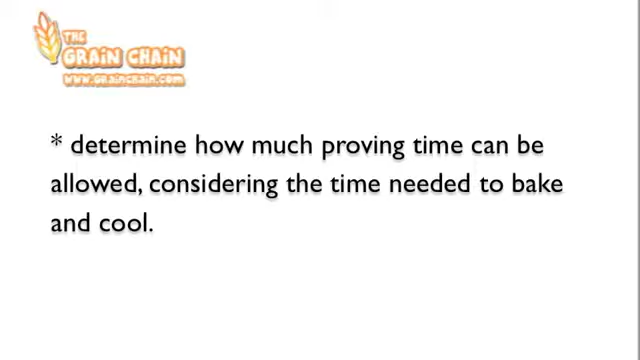 THE
GRAIN CHAIN
www.grainchain.com
* determine how much proving time can be
allowed, considering the time needed to bake
and cool.